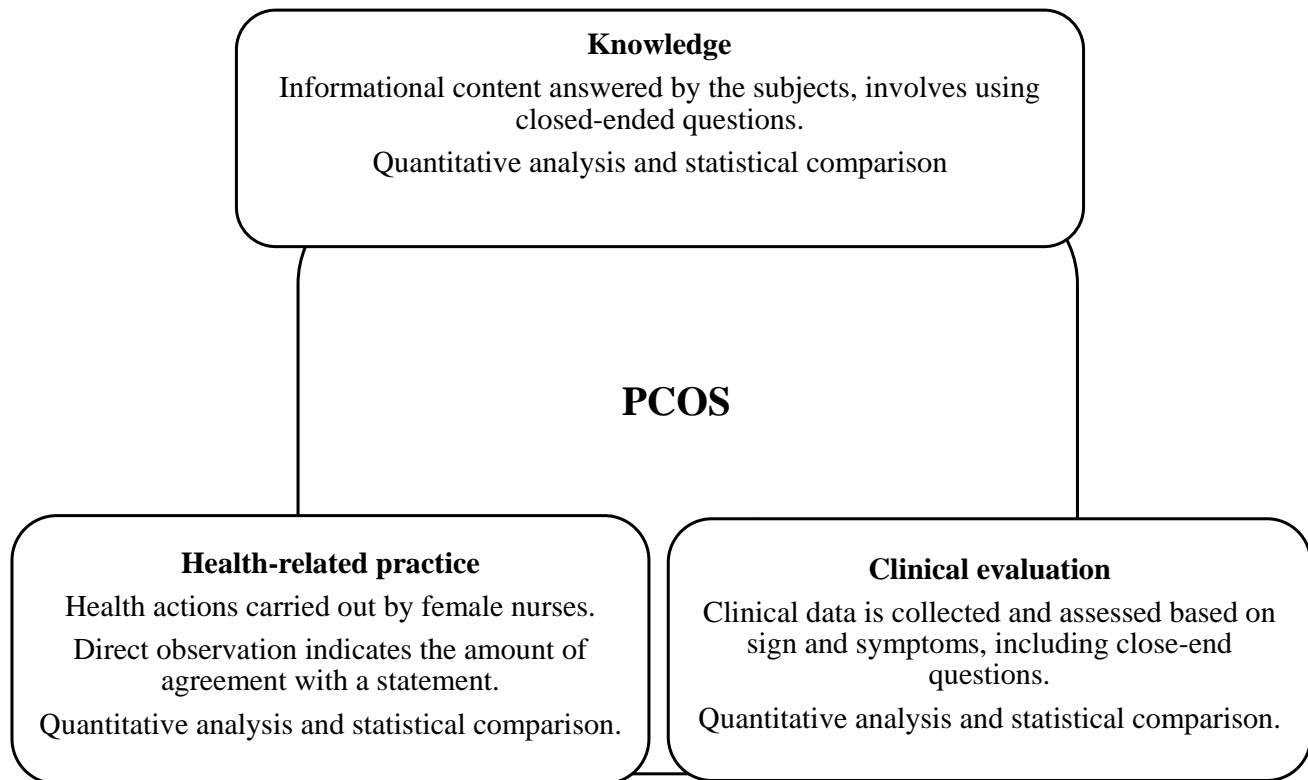 Knowledge
Informational content answered by the subjects, involves using
closed-ended questions.
Quantitative analysis and statistical comparison
PCOS
Health-related practice
Health actions carried out by female nurses.
Direct observation indicates the amount of
agreement with a statement.
Quantitative analysis and statistical comparison.
Clinical evaluation
Clinical data is collected and assessed based on
sign and symptoms, including close-end
questions.
Quantitative analysis and statistical comparison.